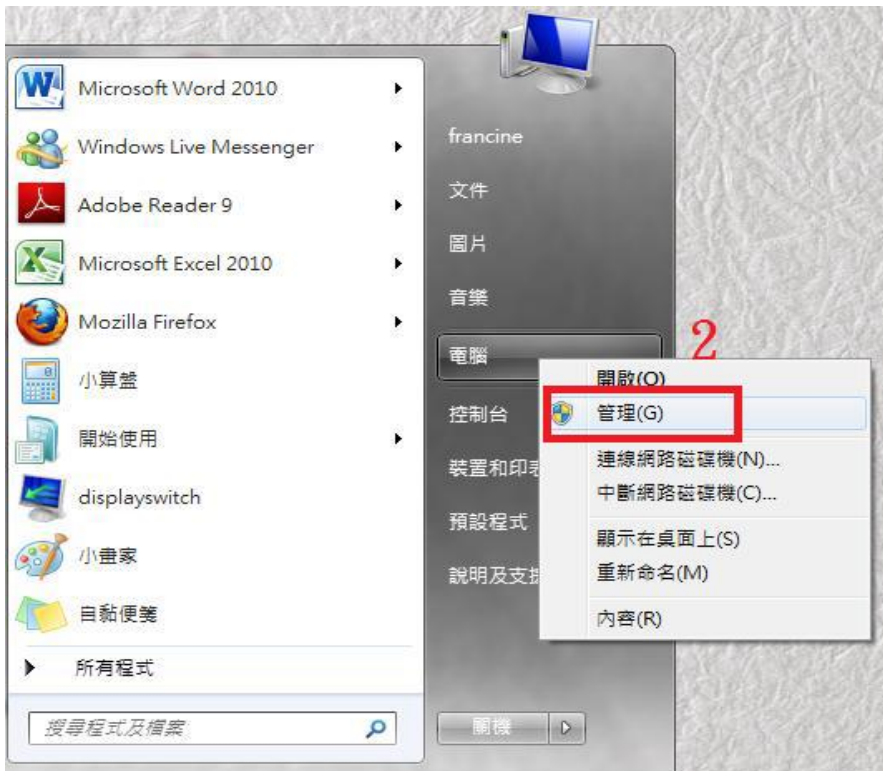 Microsoft Word 2010
Windows Live Messenger
Adobe Reader 9
Microsoft Excel 2010
Mozilla Firefox
小算盤
開始使用
displayswitch
小畫家
自黏便箋
所有程式
搜尋程式及檔案
francine
文件
圖片
音樂
電腦
控制台
裝置和印表
預設程式
說明及支援
關機
2
開啟(O)
管理(G)
連線網路磁碟機(N)...
中斷網路磁碟機(C)...
顯示在桌面上(S)
重新命名(M)
內容(R)